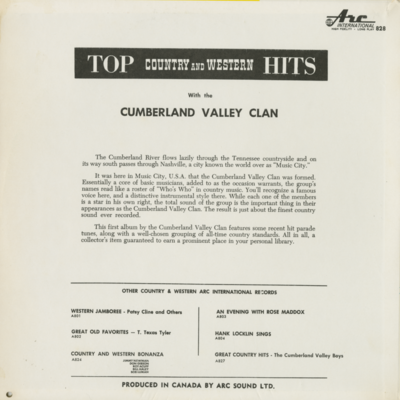 Arc
INTERNATIONAL
HIGH FIDELITY - LONG PLAY 828
TOP COUNTRY AND WESTERN HITS
With the
CUMBERLAND VALLEY CLAN
The Cumberland River flows lazily through the Tennessee countryside and on
its way south passes through Nashville, a city known the world over as "Music City."
It was here in Music City, U.S.A. that the Cumberland Valley Clan was formed.
Essentially a core of basic musicians, added to as the occasion warrants, the group's
names read like a roster of "Who's Who" in country music. You'll recognize a famous
voice here, and a distinctive instrumental style there. While each one of the members
is a star in his own right, the total sound of the group is the important thing in their
appearances as the Cumberland Valley Clan. The result is just about the finest country
sound ever recorded.
This first album by the Cumberland Valley Clan features some recent hit parade
tunes, along with a well-chosen grouping of all-time country standards. All in all, a
collector's item guaranteed to earn a prominent place in your personal library.
OTHER COUNTRY & WESTERN ARC INTERNATIONAL RECORDS
WESTERN JAMBOREE - Patsy Cline and Others
A801
GREAT OLD FAVORITES - T. Texas Tyler
A802
COUNTRY AND WESTERN BONANZA
A824
AN EVENING WITH ROSE MADDOX
A803
HANK LOCKLIN SINGS
A804
GREAT COUNTRY HITS - The Cumberland Valley Boys
A827
PRODUCED IN CANADA BY ARC SOUND LTD.